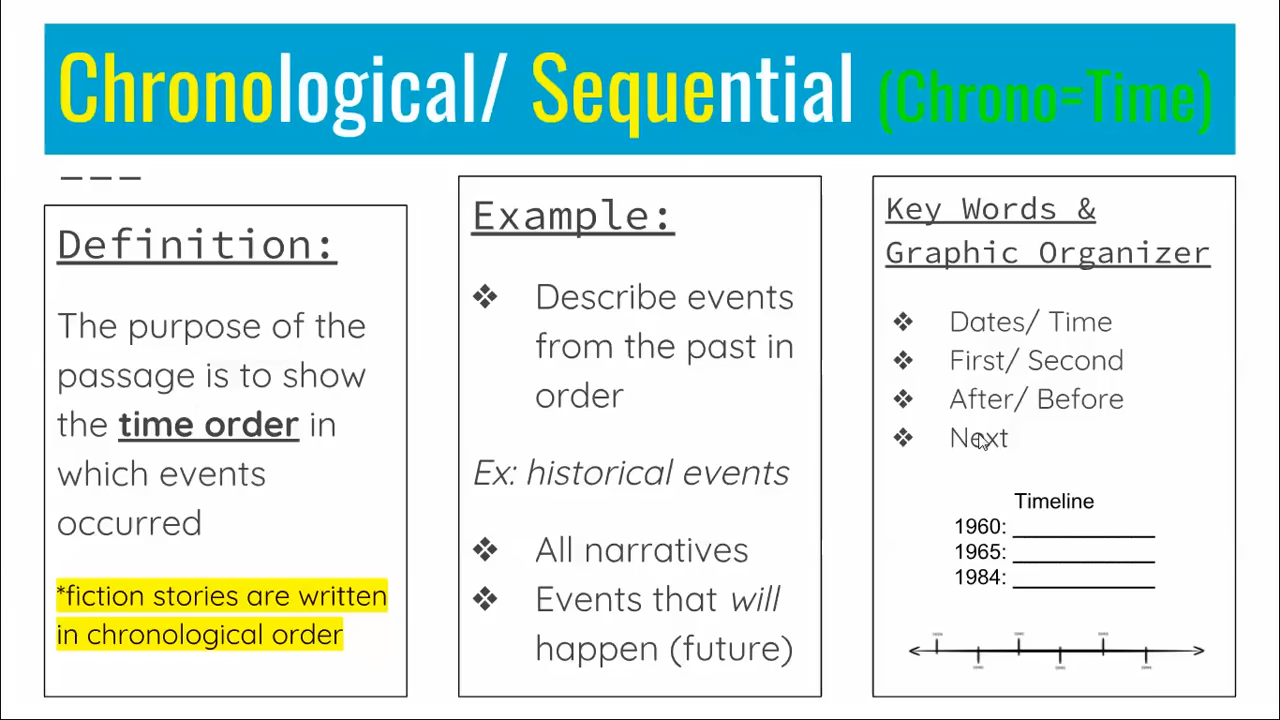 Chronological/ Sequential (Chrono=Time)
Definition:
The purpose of the
passage is to show
the time order in
which events
occurred
*fiction stories are written
in chronological order
Example:
❖ Describe events
from the past in
order
Ex: historical events
❖ All narratives
❖ Events that will
happen (future)
Key Words &
Graphic Organizer
❖ Dates/ Time
❖ First/ Second
❖ After/ Before
❖ Next
Timeline
1960: ____________
1965: ____________
1984: ____________